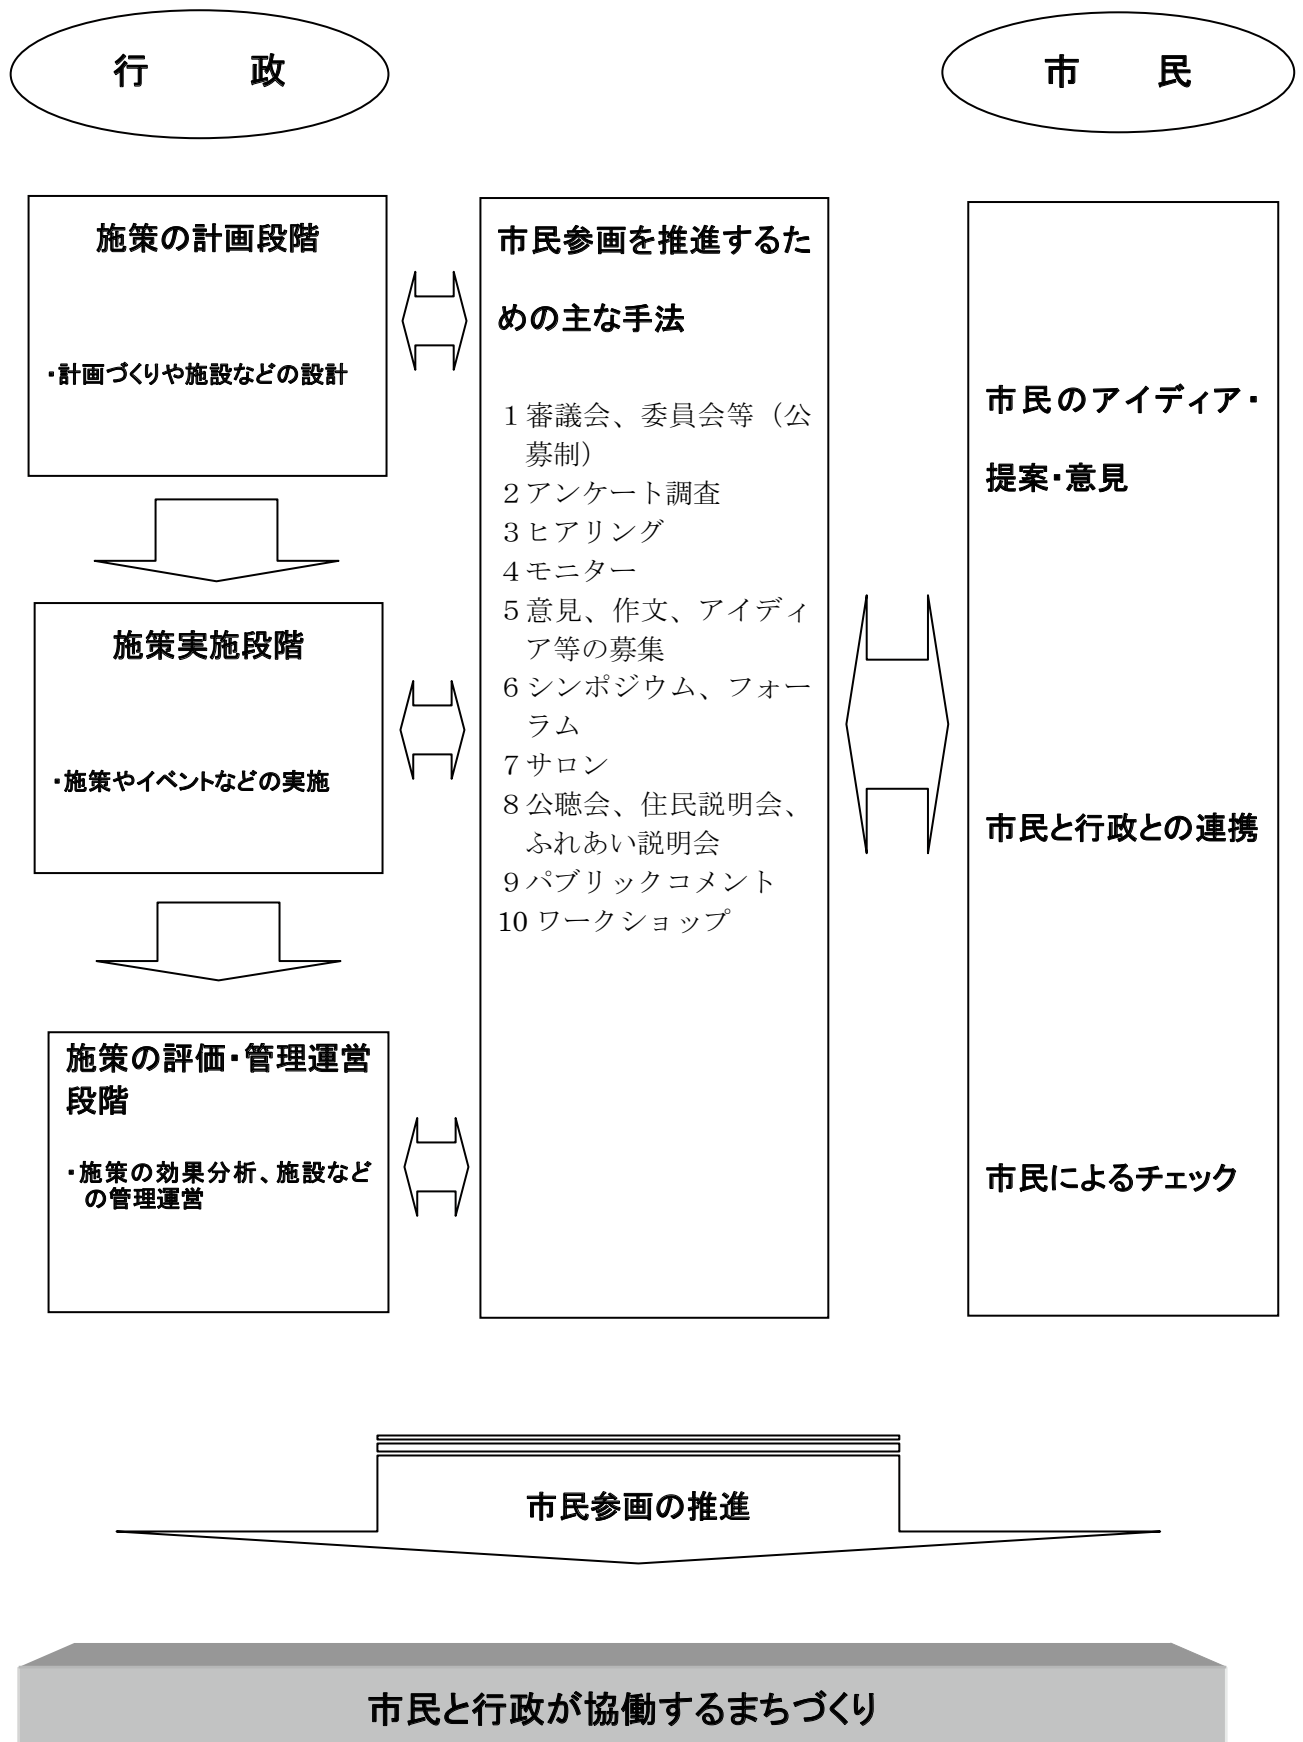 行　政
市　民
施策の計画段階
・計画づくりや施設などの設計
施策実施段階
・施策やイベントなどの実施
施策の評価・管理運営
段階
・施策の効果分析、施設など
の管理運営
市民参画を推進するた
めの主な手法
１審議会、委員会等（公
募制）
２アンケート調査
３ヒアリング
４モニター
５意見、作文、アイディ
ア等の募集
６シンポジウム、フォー
ラム
７サロン
８公聴会、住民説明会、
ふれあい説明会
９パブリックコメント
10 ワークショップ
市民のアイディア・
提案・意見
市民と行政との連携
市民によるチェック
市民参画の推進
市民と行政が協働するまちづくり